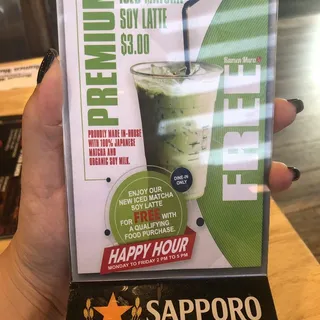 PREMIUM
ICED MATCHA
SOY LATTE
$3.00
PROUDLY MADE IN-HOUSE
WITH 100% JAPANESE
MATCHA AND
ORGANIC SOY MILK.
FREE
DINE-IN
ONLY
ENJOY OUR
NEW ICED MATCHA
SOY LATTE
FOR FREE WITH
A QUALIFYING
FOOD PURCHASE.
HAPPY HOUR
MONDAY TO FRIDAY 2 PM TO 5 PM
SAPPORO